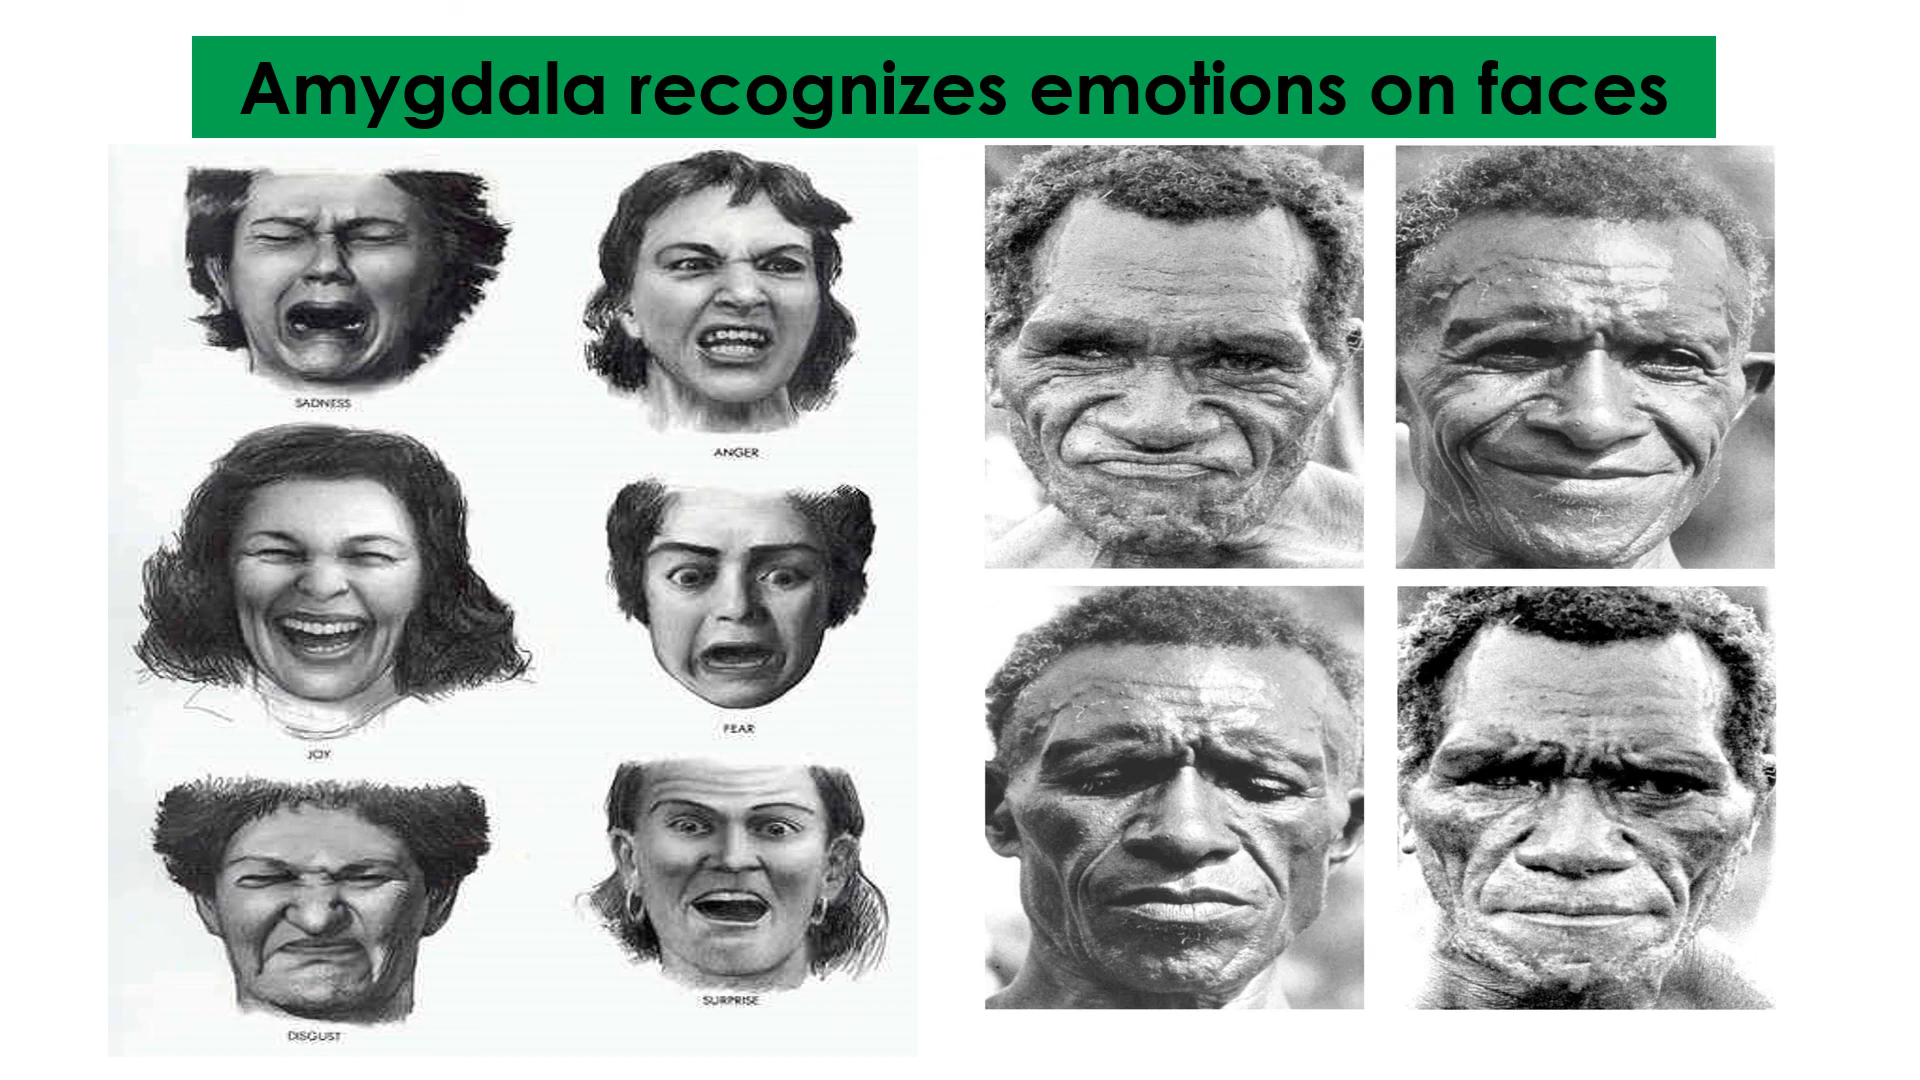 Amygdala recognizes emotions on faces
SADNESS
ANGER
JOY
FEAR
DISGUST
SURPRISE